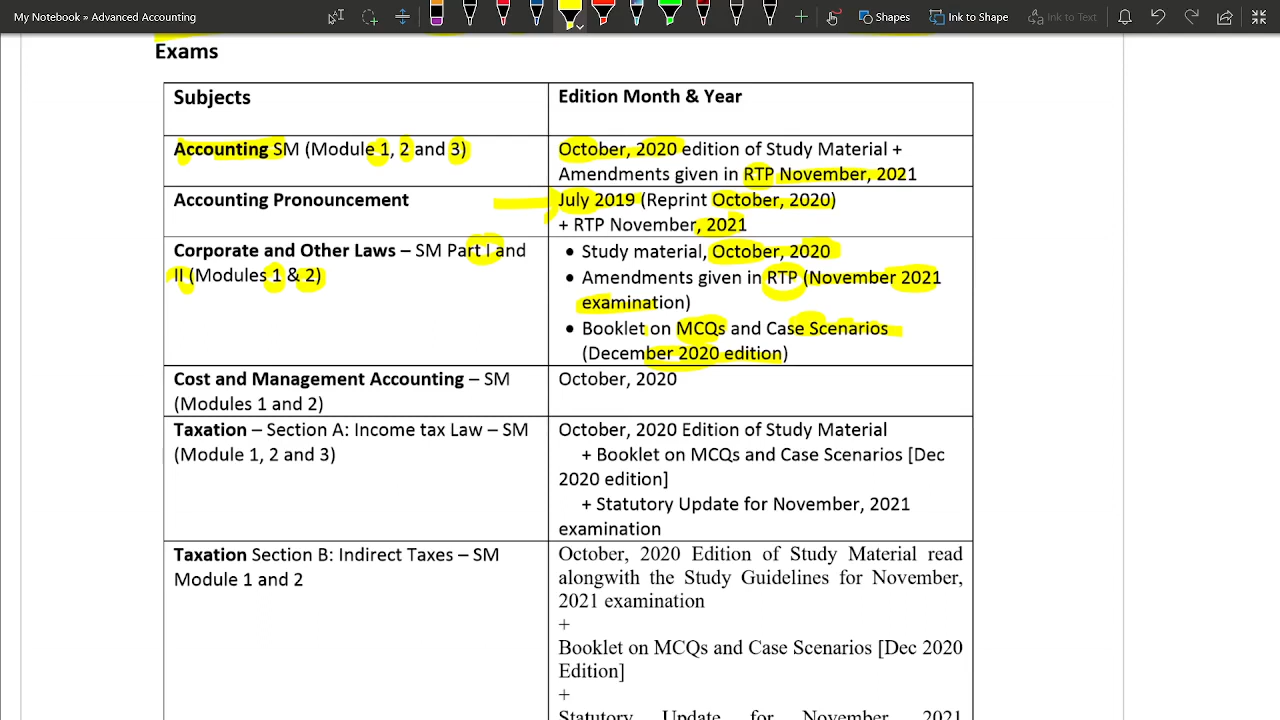 My Notebook » Advanced Accounting
Shapes
Ink to Shape
Ink to Text
Exams
Subjects
Edition Month & Year
Accounting SM (Module 1, 2 and 3)
October, 2020 edition of Study Material +
Amendments given in RTP November, 2021
Accounting Pronouncement
July 2019 (Reprint October, 2020)
+ RTP November, 2021
Corporate and Other Laws – SM Part I and
II (Modules 1 & 2)
• Study material, October, 2020
• Amendments given in RTP (November 2021
examination)
• Booklet on MCQs and Case Scenarios
(December 2020 edition)
Cost and Management Accounting – SM
(Modules 1 and 2)
October, 2020
Taxation – Section A: Income tax Law – SM
(Module 1, 2 and 3)
October, 2020 Edition of Study Material
+ Booklet on MCQs and Case Scenarios [Dec
2020 edition]
+ Statutory Update for November, 2021
examination
Taxation Section B: Indirect Taxes – SM
Module 1 and 2
October, 2020 Edition of Study Material read
alongwith the Study Guidelines for November,
2021 examination
+
Booklet on MCQs and Case Scenarios [Dec 2020
Edition]
+
Statutory Update for November, 2021